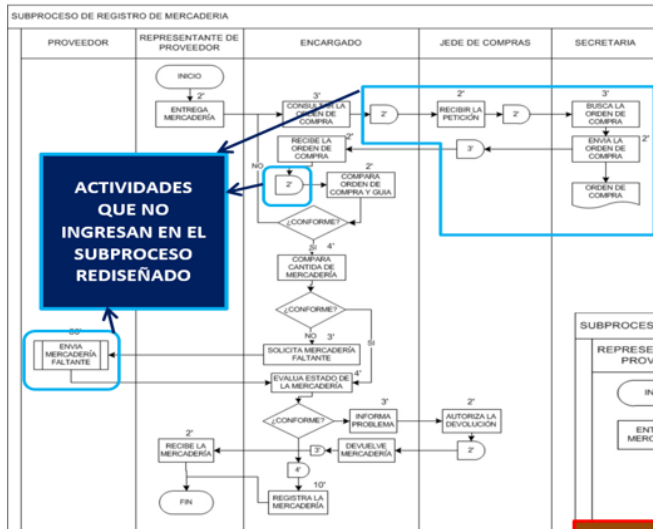 SUBPROCESO DE REGISTRO DE MERCADERIA
PROVEEDOR
REPRESENTANTE DE
PROVEEDOR
ENCARGADO
JEDE DE COMPRAS
SECRETARIA
INICIO
2'
ENTREGA
MERCADERÍA
3'
CONSULTAR LA
ORDEN DE
COMPRA
2'
2'
RECIBIR LA
PETICIÓN
2'
3'
BUSCA LA
ORDEN DE
COMPRA
2'
RECIBE LA
ORDEN DE
COMPRA
3'
2'
ENVIA LA
ORDEN DE
COMPRA
NO
2'
2'
COMPARA
ORDEN DE
COMPRA Y GUIA
ORDEN DE
COMPRA
ACTIVIDADES
QUE NO
INGRESAN EN EL
SUBPROCESO
REDISEÑADO
¿CONFORME?
SI
4'
COMPARA
CANTIDA DE
MERCADERÍA
¿CONFORME?
NO
3'
SI
SOLICITA MERCADERÍA
FALTANTE
ENVIA
MERCADERÍA
FALTANTE
4'
EVALUA ESTADO DE
LA MERCADERÍA
¿CONFORME?
3'
INFORMA
PROBLEMA
2'
AUTORIZA LA
DEVOLUCIÓN
2'
RECIBE LA
MERCADERÍA
3'
DEVUELVE
MERCADERÍA
2'
4'
10'
REGISTRA LA
MERCADERÍA
FIN
SUBPROCES
REPRESE
PROV
IN
ENT
MERC